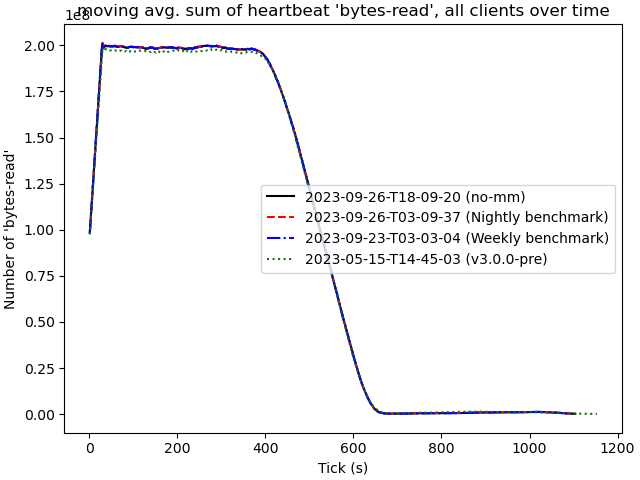 moving avg. sum of heartbeat 'bytes-read', all clients over time
1e8
2.00
1.75
1.50
1.25
1.00
0.75
0.50
0.25
0.00
Number of 'bytes-read'
2023-09-26-T18-09-20 (no-mm)
2023-09-26-T03-09-37 (Nightly benchmark)
2023-09-23-T03-03-04 (Weekly benchmark)
2023-05-15-T14-45-03 (v3.0.0-pre)
0 200 400 600 800 1000 1200
Tick (s)